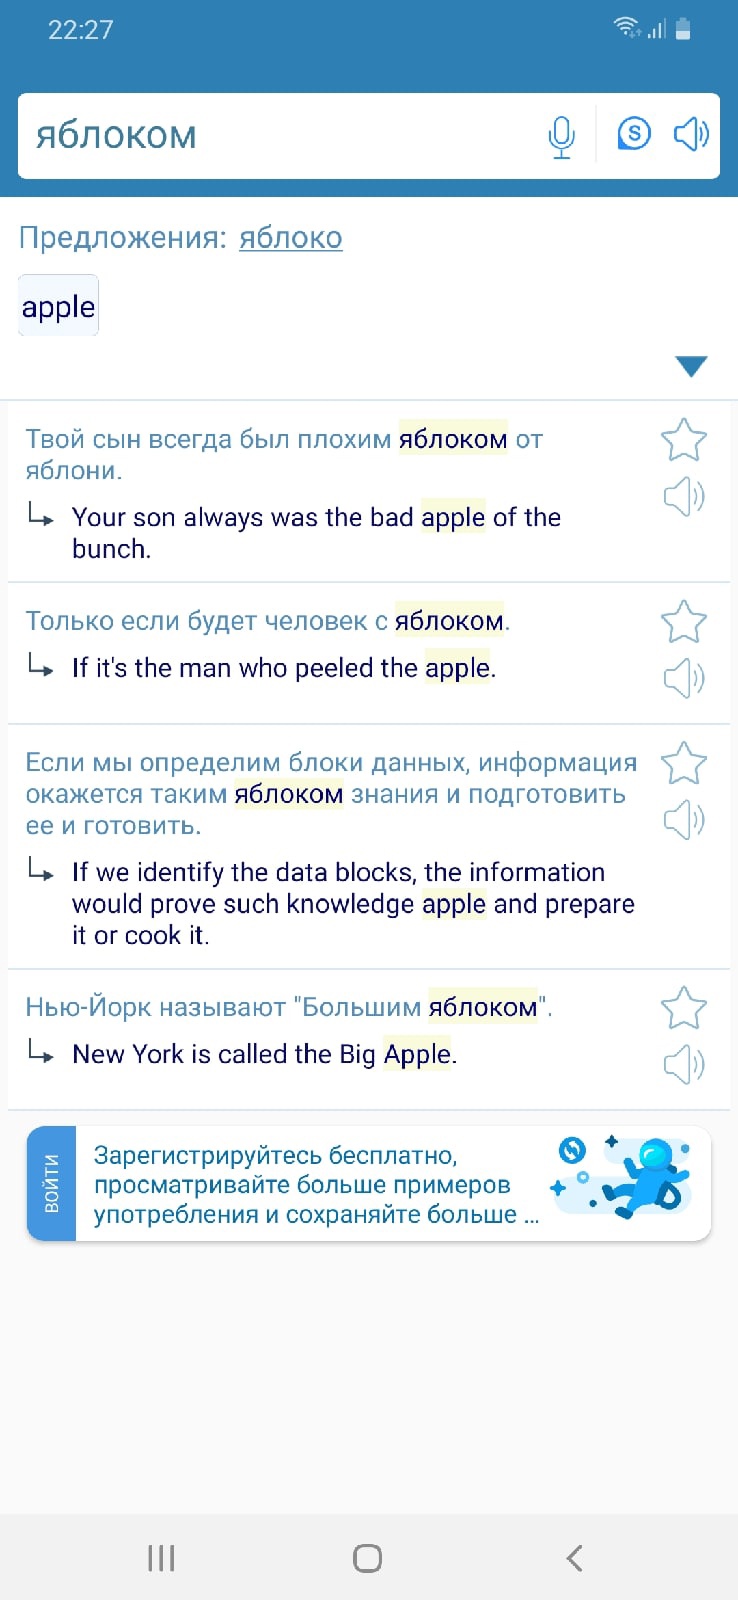 22:27
яблоком
Предложения: яблоко
apple
Твой сын всегда был плохим яблоком от
яблони.
Your son always was the bad apple of the
bunch.
Только если будет человек с яблоком.
If it's the man who peeled the apple.
Если мы определим блоки данных, информация
окажется таким яблоком знания и подготовить
ее и готовить.
If we identify the data blocks, the information
would prove such knowledge apple and prepare
it or cook it.
Нью-Йорк называют "Большим яблоком".
New York is called the Big Apple.
ВОЙТИ
Зарегистрируйтесь бесплатно,
просматривайте больше примеров
употребления и сохраняйте больше ...